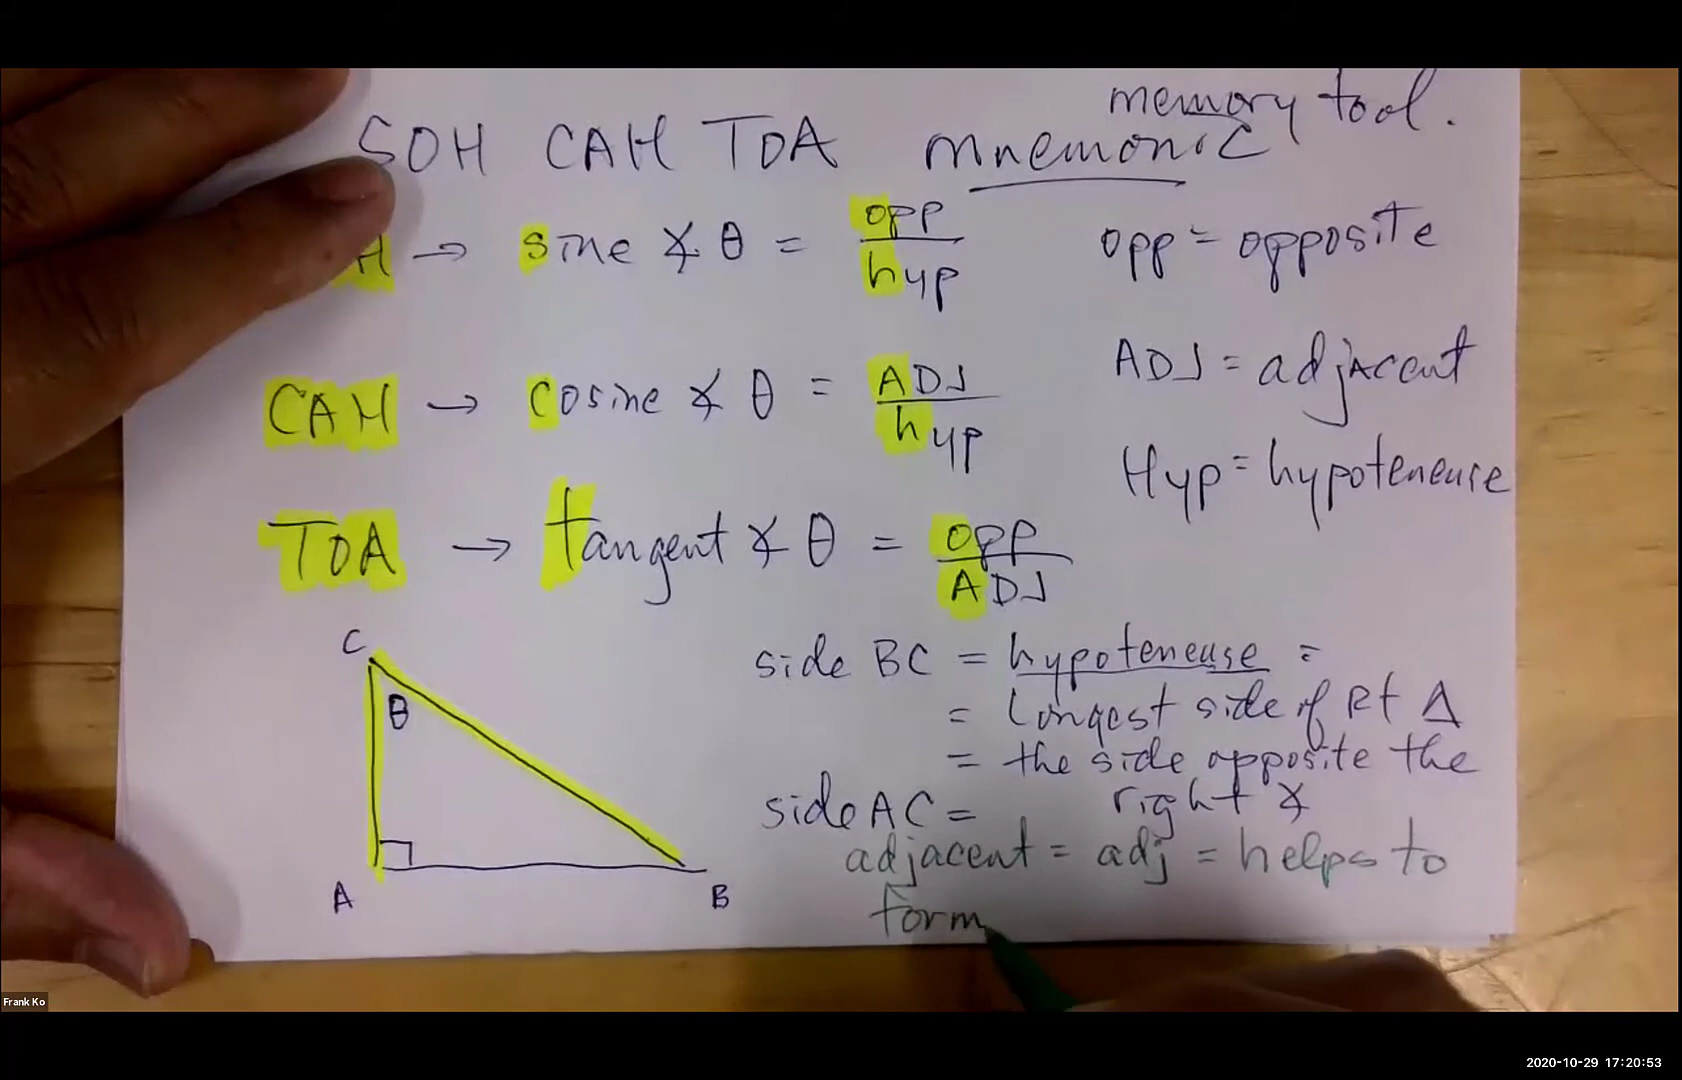 memory tool.
SOH CAH TOA mnemonic
H → sine ∡ θ = opp/hyp
opp = opposite
CAH → cosine ∡ θ = ADJ/hyp
ADJ = adjacent
Hyp = hypoteneuse
TOA → tangent ∡ θ = opp/ADJ
side BC = hypoteneuse =
= longest side of Rt Δ
= the side opposite the
right ∡
side AC =
adjacent = adj = helps to
form
C
θ
A
B
Frank Ko
2020-10-29 17:20:53